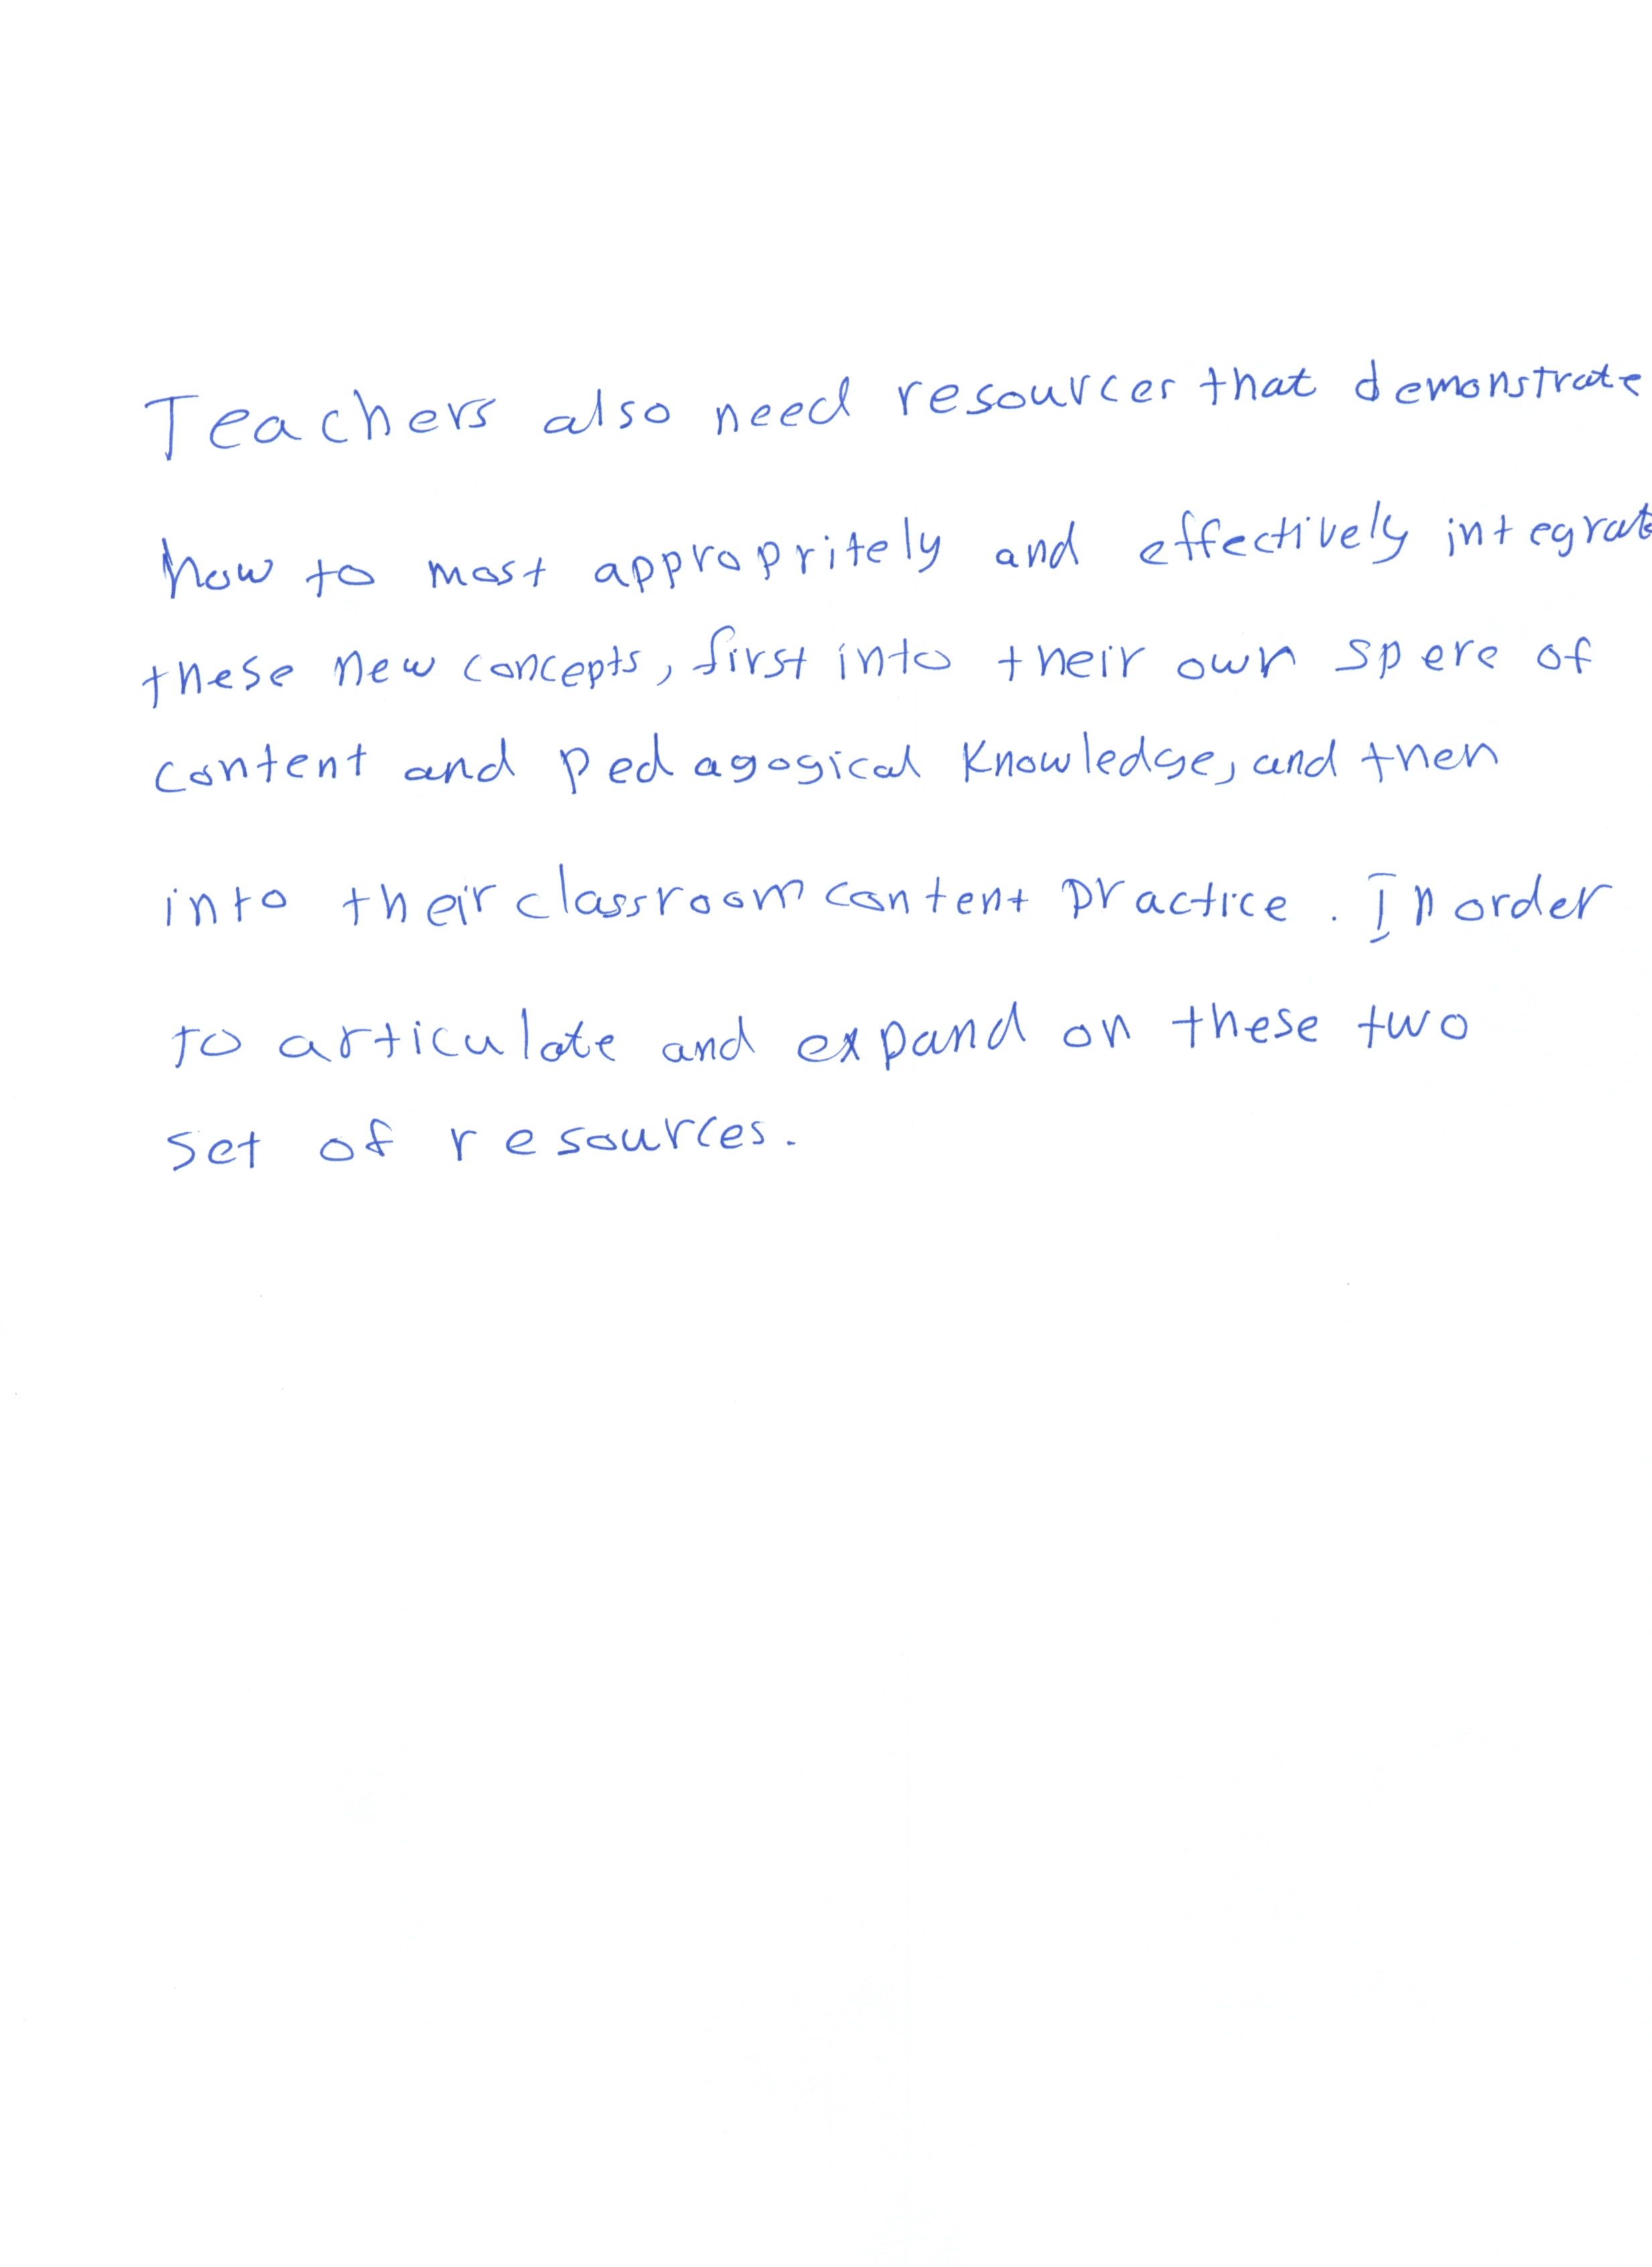 Teachers also need resources that demonstrate
how to most appropritely and effectively integrat
these new concepts, first into their own spere of
content and pedagogical knowledge, and then
into their classroom content practice. In order
to articulate and expand on these two
set of resources.